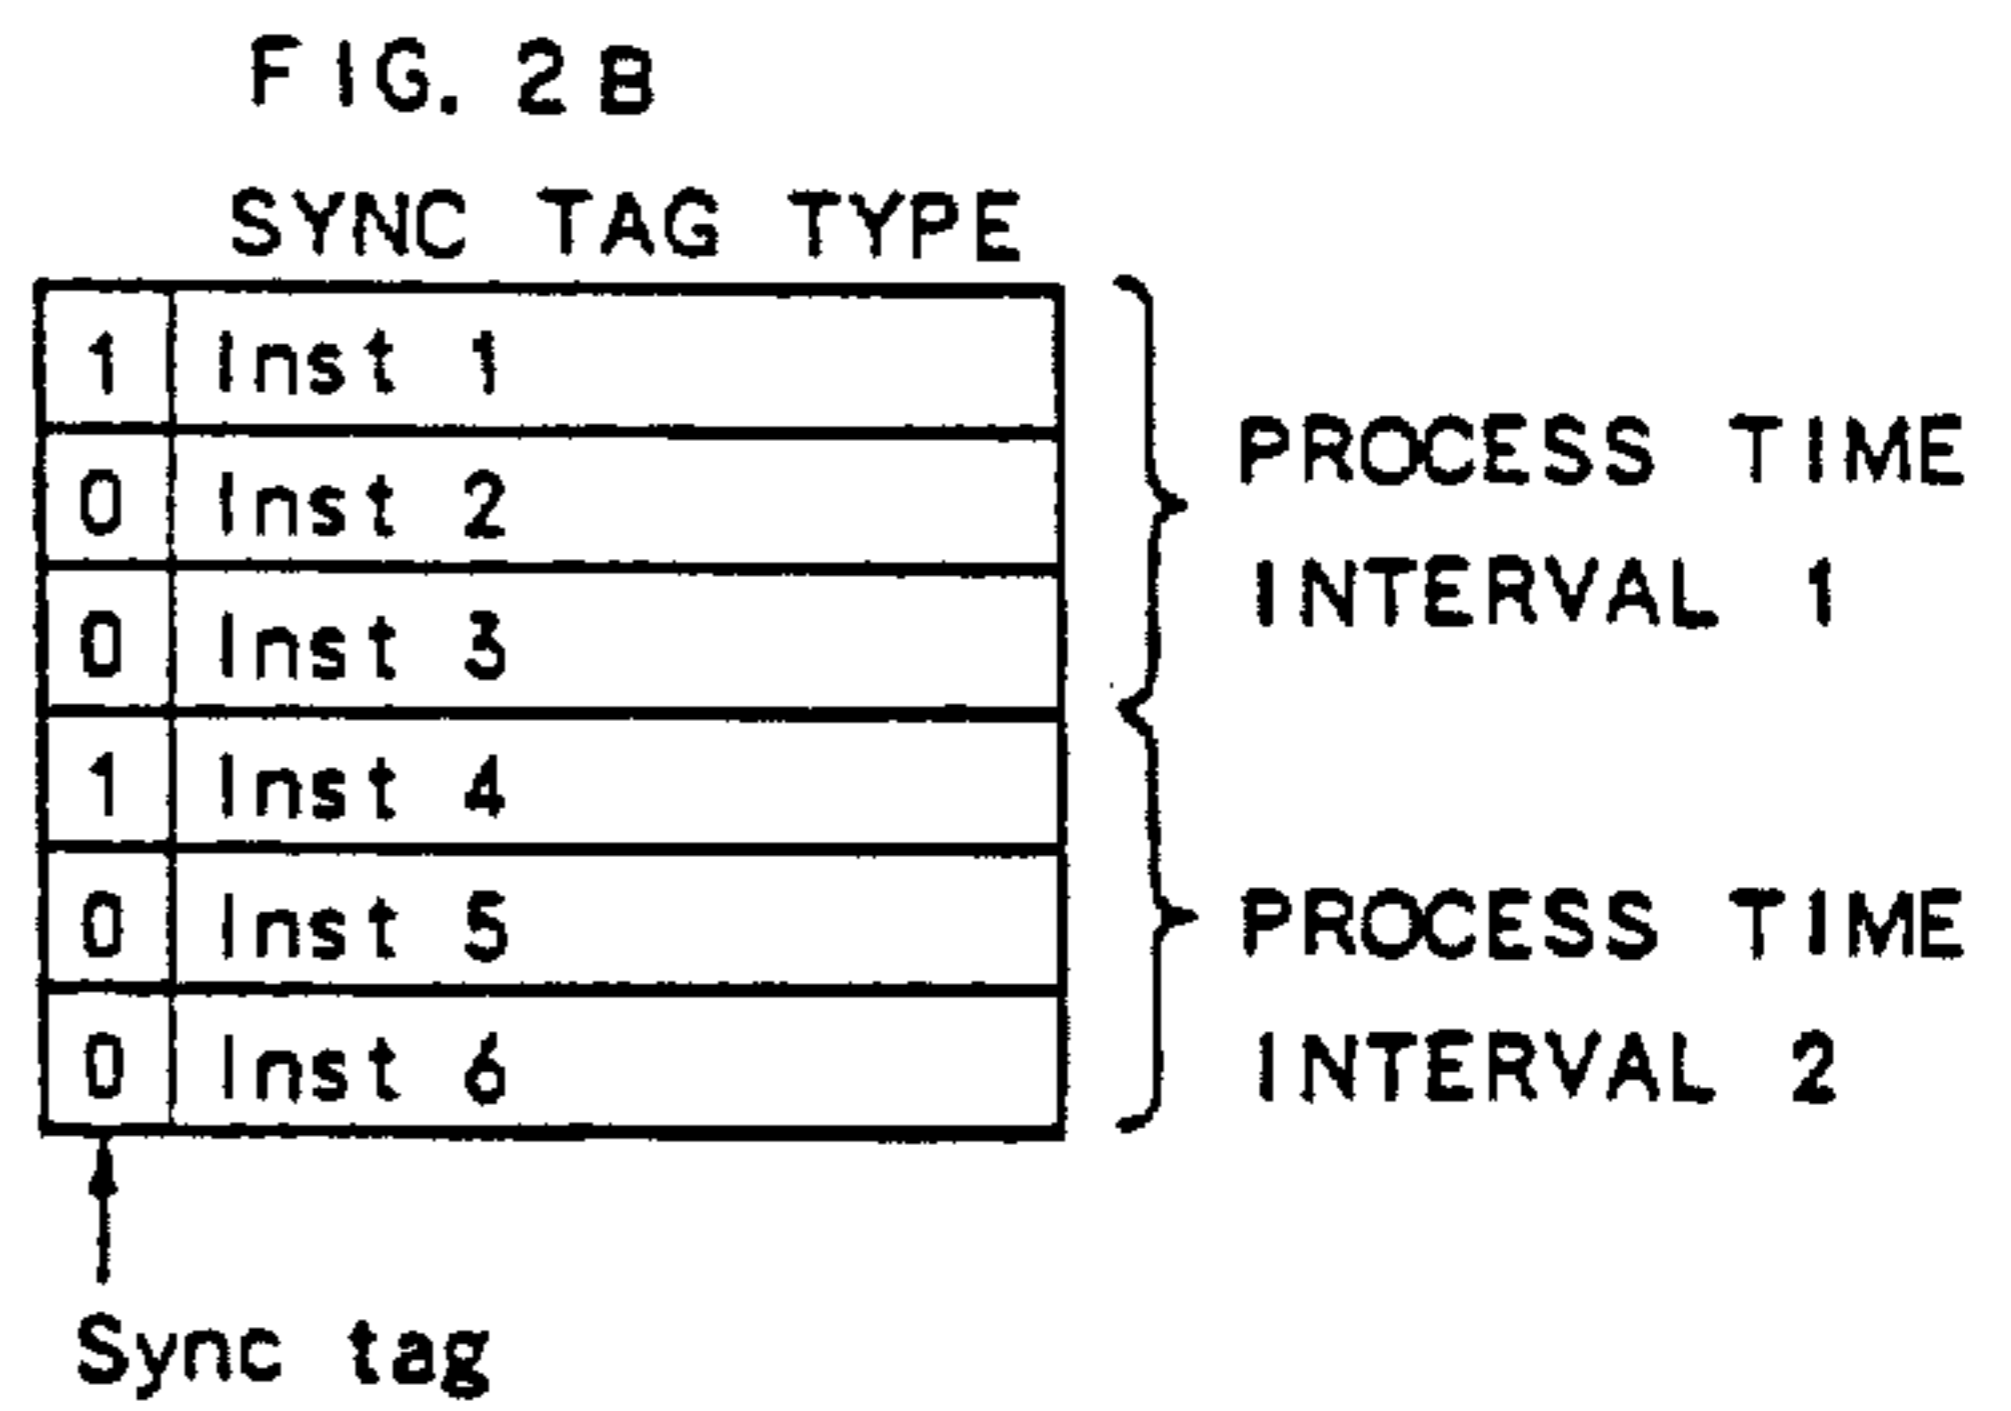 FIG. 2B
SYNC TAG TYPE
1 Inst 1
0 Inst 2
0 Inst 3
1 Inst 4
0 Inst 5
0 Inst 6
PROCESS TIME
INTERVAL 1
PROCESS TIME
INTERVAL 2
Sync tag